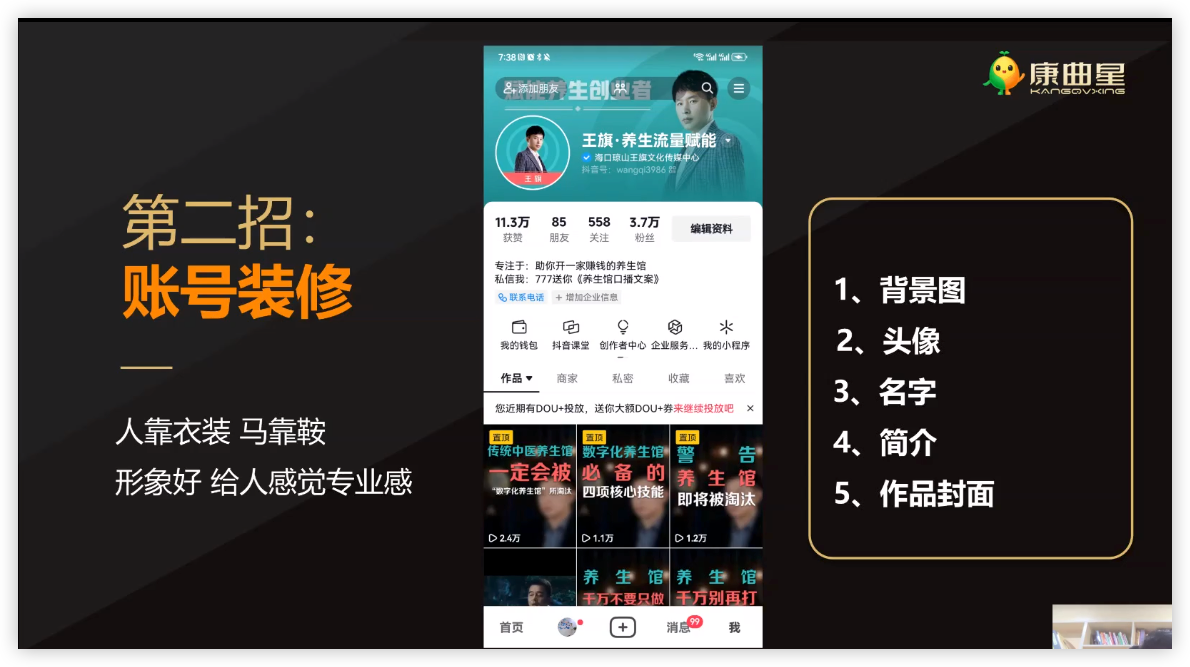 第二招：
账号装修
人靠衣装 马靠鞍
形象好 给人感觉专业感
7:38
添加朋友
王旗·养生流量赋能
海口琼山王旗文化传媒中心
抖音号：wangqi3986
王旗
11.3万 85 558 3.7万
获赞 朋友 关注 粉丝
编辑资料
专注于：助你开一家赚钱的养生馆
私信我：777送你《养生馆口播文案》
联系电话 + 增加企业信息
我的钱包 抖音课堂 创作者中心 企业服务... 我的小程序
作品 商家 私密 收藏 喜欢
您近期有DOU+投放，送你大额DOU+券来继续投放吧 ×
置顶
传统中医养生馆
一定会被
“数字化养生馆”所淘汰
2.4万
置顶
数字化养生馆
必备的
四项核心技能
1.1万
置顶
警告
养生馆
即将被淘汰
1.2万
养生馆
千万不要只做
养生馆
千万别再打
首页 + 消息 99 我
康曲星
KANGQVXING
1、背景图
2、头像
3、名字
4、简介
5、作品封面